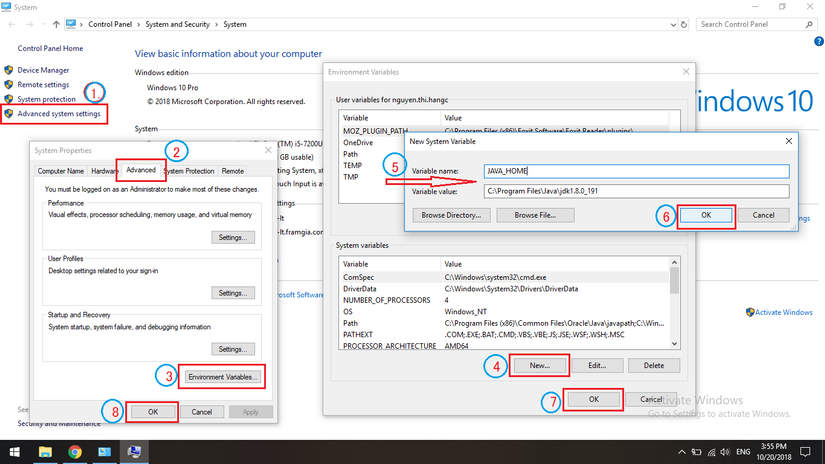 System
Control Panel > System and Security > System
Search Control Panel
Control Panel Home
Device Manager
Remote settings
System protection
Advanced system settings
1.
View basic information about your computer
Windows edition
Windows 10 Pro
© 2018 Microsoft Corporation. All rights reserved.
System
(TM) i5-7200U
GB usable)
ting System, x
ouch Input is av
ettings
-lt
-lt.framgia.com
osoft Software
Windows 10
ngs
Activate Windows
See
Security and Maintenance
System Properties
2
Computer Name
Hardware
Advanced
System Protection
Remote
You must be logged on as an Administrator to make most of these changes.
Performance
Visual effects, processor scheduling, memory usage, and virtual memory
Settings...
User Profiles
Desktop settings related to your sign-in
Settings...
Startup and Recovery
System startup, system failure, and debugging information
Settings...
3
Environment Variables...
8
OK
Cancel
Apply
Environment Variables
User variables for nguyen.thi.hangc
Variable Value
MOZ_PLUGIN_PATH C:\Program Files (x86)\Foxit Software\Foxit Reader\plugins\
OneDrive
Path
TEMP
TMP
5
New System Variable
Variable name: JAVA_HOME
Variable value: C:\Program Files\Java\jdk1.8.0_191
Browse Directory...
Browse File...
6
OK
Cancel
System variables
Variable Value
ComSpec C:\Windows\system32\cmd.exe
DriverData C:\Windows\System32\Drivers\DriverData
NUMBER_OF_PROCESSORS 4
OS Windows_NT
Path C:\Program Files (x86)\Common Files\Oracle\Java\javapath;C:\Win...
PATHEXT .COM;.EXE;.BAT;.CMD;.VBS;.VBE;.JS;.JSE;.WSF;.WSH;.MSC
PROCESSOR_ARCHITECTURE AMD64
4
New...
Edit...
Delete
7
OK
Cancel
Activate Windows
Go to Settings to activate Windows.
ENG
3:55 PM
10/20/2018